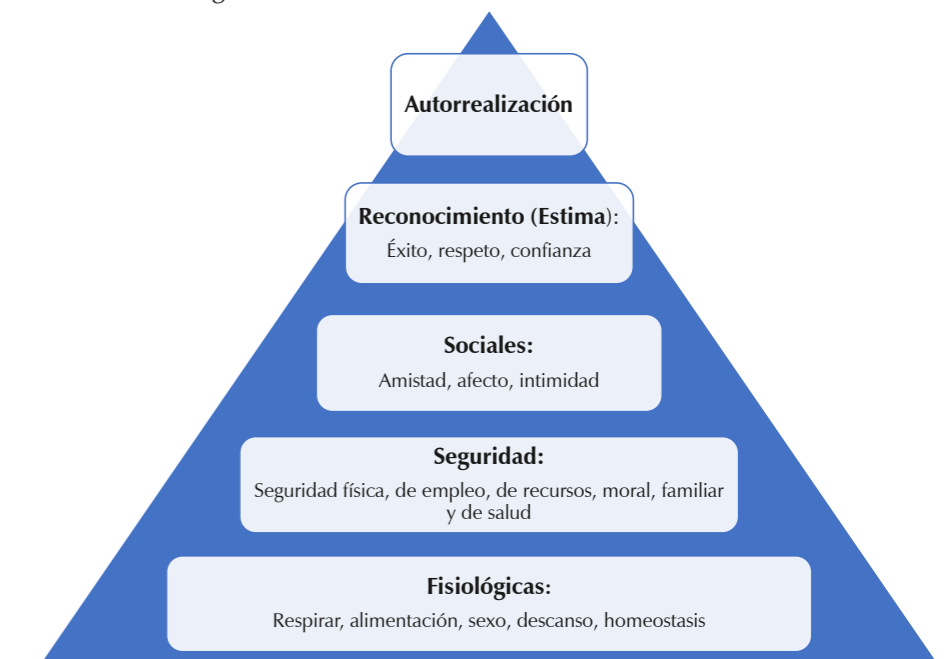 Autorrealización
Reconocimiento (Estima):
Éxito, respeto, confianza
Sociales:
Amistad, afecto, intimidad
Seguridad:
Seguridad física, de empleo, de recursos, moral, familiar
y de salud
Fisiológicas:
Respirar, alimentación, sexo, descanso, homeostasis